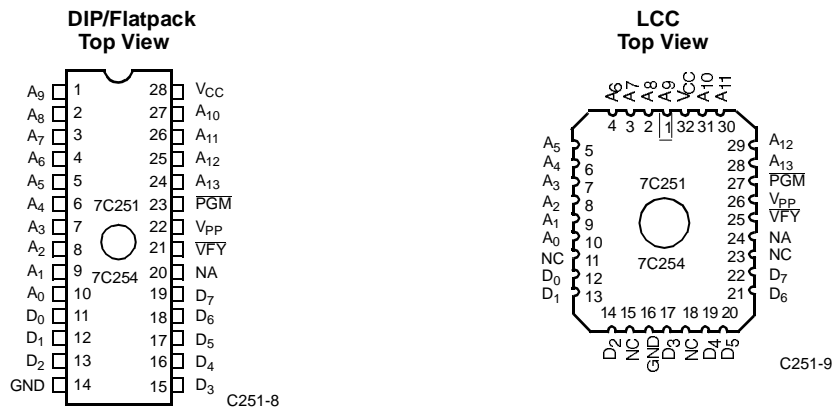 DIP/Flatpack
Top View
A9 1 28 VCC
A8 2 27 A10
A7 3 26 A11
A6 4 25 A12
A5 5 24 A13
A4 6 7C251 23 PGM
A3 7 22 VPP
A2 8 21 VFY
A1 9 7C254 20 NA
A0 10 19 D7
D0 11 18 D6
D1 12 17 D5
D2 13 16 D4
GND 14 15 D3
C251-8
LCC
Top View
A6 A7 A8 A9 VCC A10 A11
4 3 2 1 32 31 30
A5 5 29 A12
A4 6 28 A13
A3 7 7C251 27 PGM
A2 8 26 VPP
A1 9 25 VFY
A0 10 24 NA
NC 11 7C254 23 NC
D0 12 22 D7
D1 13 21 D6
14 15 16 17 18 19 20
D2 NC GND D3 NC D4 D5
C251-9